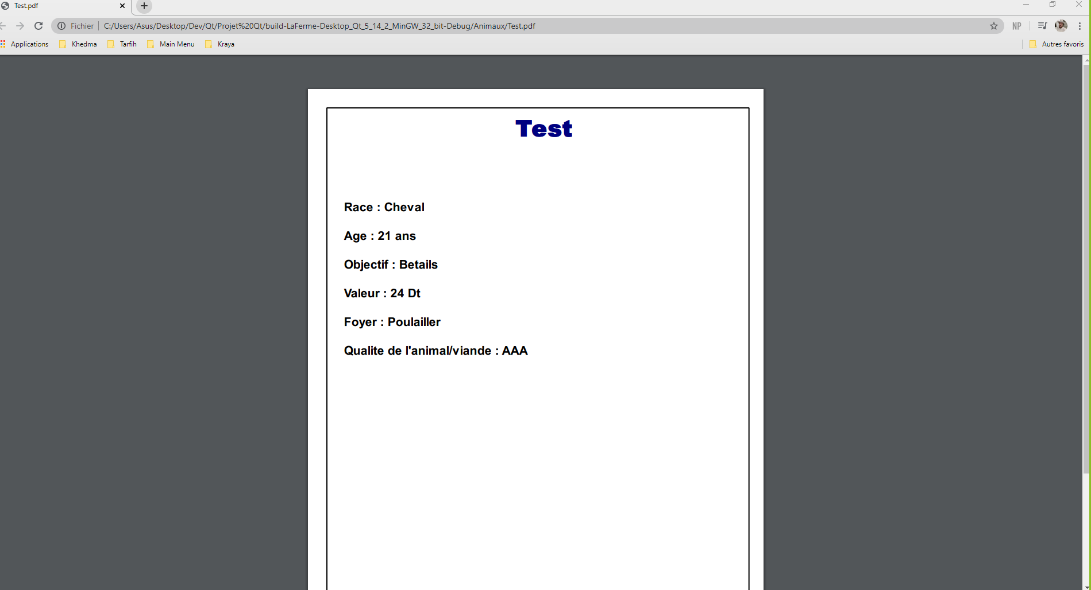 Test.pdf
Fichier C:/Users/Asus/Desktop/Dev/Qt/Projet%20Qt/build-LaFerme-Desktop_Qt_5_14_2_MinGW_32_bit-Debug/Animaux/Test.pdf NP
Applications Khedma Tarfih Main Menu Kraya Autres favoris
Test
Race : Cheval
Age : 21 ans
Objectif : Betails
Valeur : 24 Dt
Foyer : Poulailler
Qualite de l'animal/viande : AAA